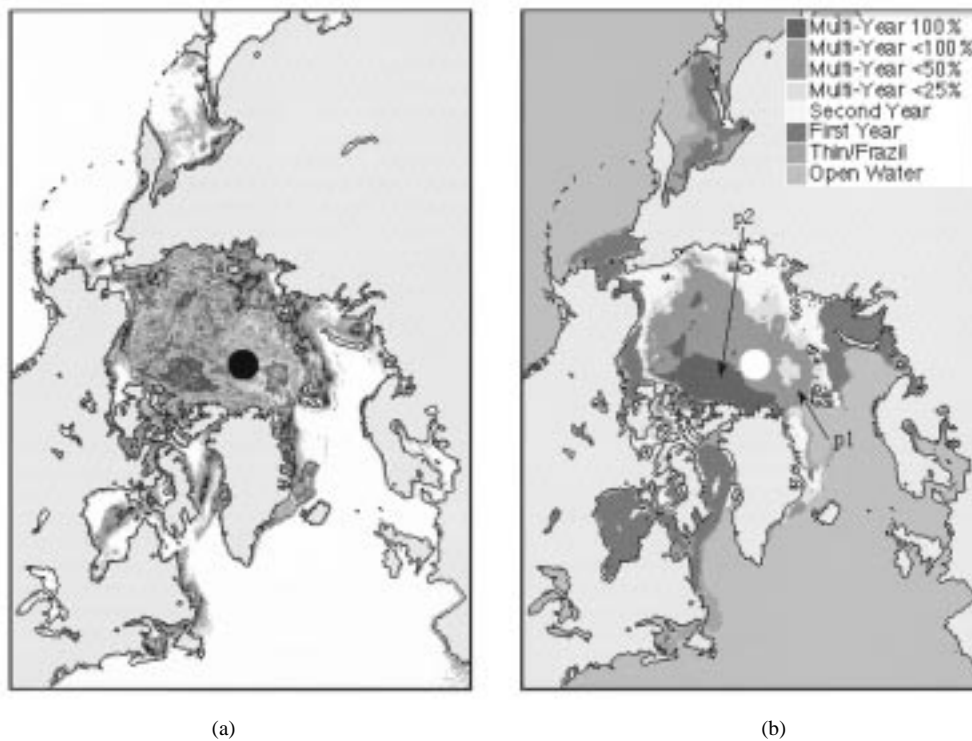 Multi-Year 100%
Multi-Year <100%
Multi-Year <50%
Multi-Year <25%
Second Year
First Year
Thin/Frazil
Open Water
p2
p1
(a)
(b)